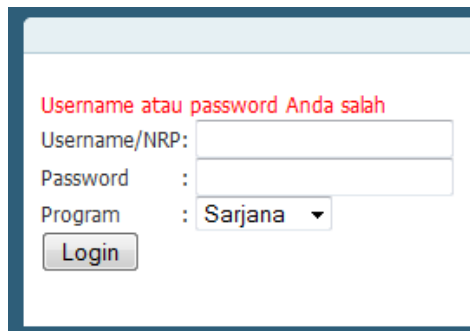 Username atau password Anda salah
Username/NRP:
Password :
Program : Sarjana
Login